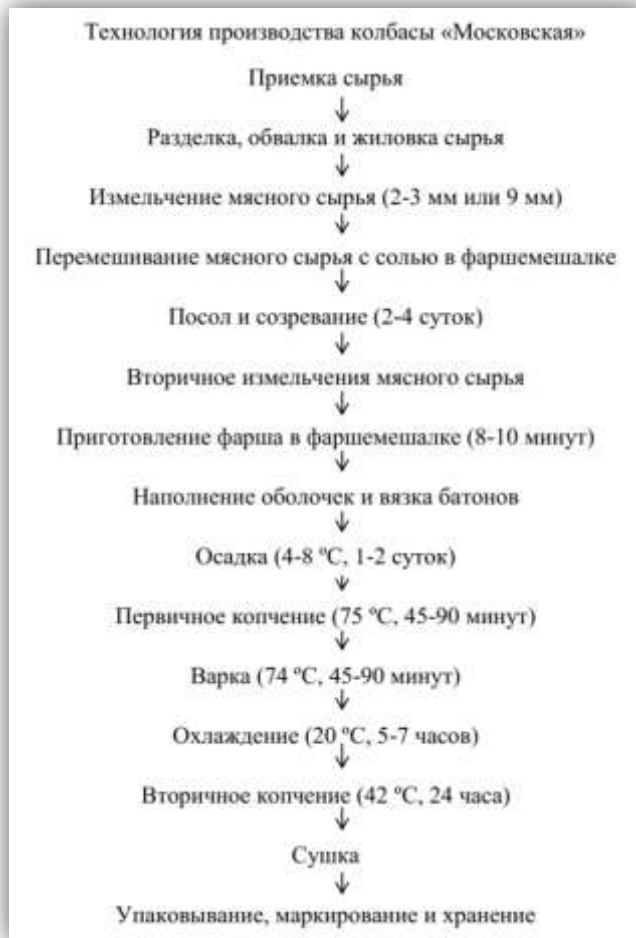 Технология производства колбасы «Московская»
Приемка сырья
Разделка, обвалка и жиловка сырья
Измельчение мясного сырья (2-3 мм или 9 мм)
Перемешивание мясного сырья с солью в фаршемешалке
Посол и созревание (2-4 суток)
Вторичное измельчения мясного сырья
Приготовление фарша в фаршемешалке (8-10 минут)
Наполнение оболочек и вязка батонов
Осадка (4-8 ºС, 1-2 суток)
Первичное копчение (75 ºС, 45-90 минут)
Варка (74 ºС, 45-90 минут)
Охлаждение (20 ºС, 5-7 часов)
Вторичное копчение (42 ºС, 24 часа)
Сушка
Упаковывание, маркирование и хранение